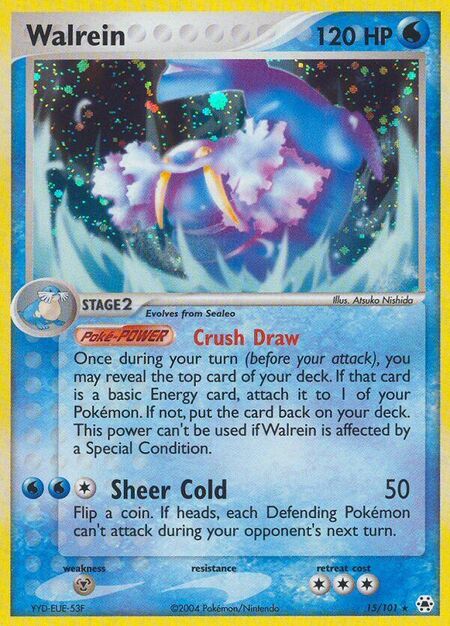 Walrein 120 HP
Illus. Atsuko Nishida
STAGE2
Evolves from Sealeo
Poké-POWER Crush Draw
Once during your turn (before your attack), you
may reveal the top card of your deck. If that card
is a basic Energy card, attach it to 1 of your
Pokémon. If not, put the card back on your deck.
This power can't be used if Walrein is affected by
a Special Condition.
Sheer Cold 50
Flip a coin. If heads, each Defending Pokémon
can't attack during your opponent's next turn.
weakness resistance retreat cost
YYD-EUE-53F ©2004 Pokémon/Nintendo 15/101